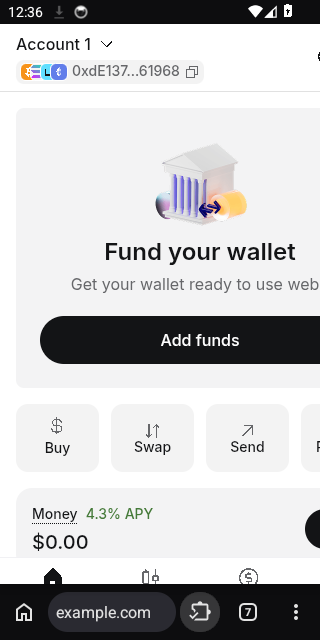 12:36
Account 1
0xdE137...61968
Fund your wallet
Get your wallet ready to use web
Add funds
Buy
Swap
Send
Money 4.3% APY
$0.00
example.com
7